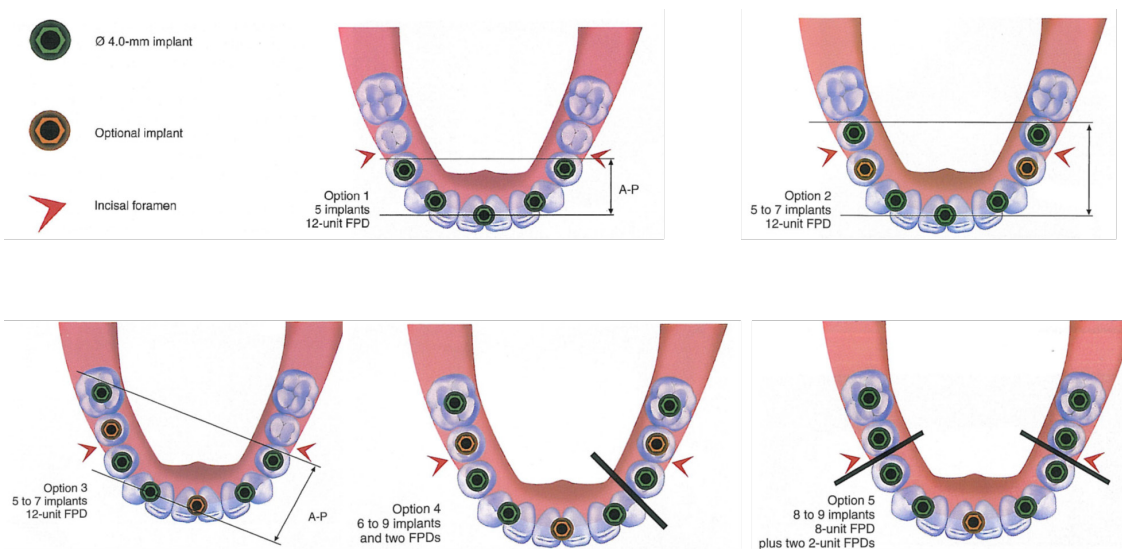 Ø 4.0-mm implant
Optional implant
Incisal foramen
Option 1
5 implants
12-unit FPD
A-P
Option 2
5 to 7 implants
12-unit FPD
Option 3
5 to 7 implants
12-unit FPD
A-P
Option 4
6 to 9 implants
and two FPDs
Option 5
8 to 9 implants
8-unit FPD
plus two 2-unit FPDs